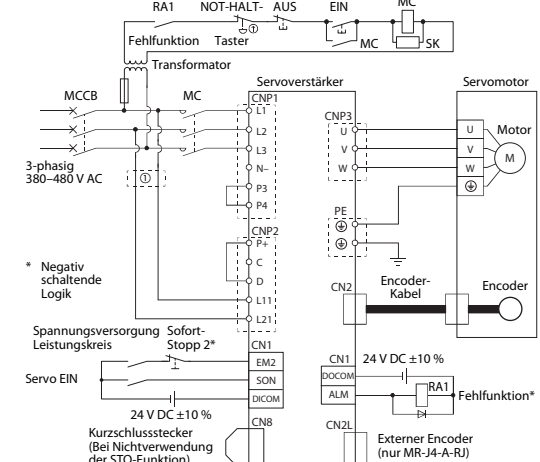 RA1 NOT-HALT- AUS EIN MC
①
Fehlfunktion Taster MC SK
Transformator
MCCB MC
Servoverstärker
Servomotor
CNP1
L1
L2
L3
N–
P3
P4
3-phasig
380–480 V AC
①
CNP3
U
V
W
U
V
W
Motor
M
PE
CNP2
P+
C
D
L11
L21
* Negativ
schaltende
Logik
CN2
Encoder-
Kabel
Encoder
Spannungsversorgung
Leistungskreis
Sofort-
Stopp 2*
Servo EIN
CN1
EM2
SON
DICOM
24 V DC ±10 %
CN1
24 V DC ±10 %
DOCOM
ALM
RA1
Fehlfunktion*
Kurzschlussstecker
(Bei Nichtverwendung
der STO-Funktion)
CN8
CN2L
Externer Encoder
(nur MR-J4-A-RJ)